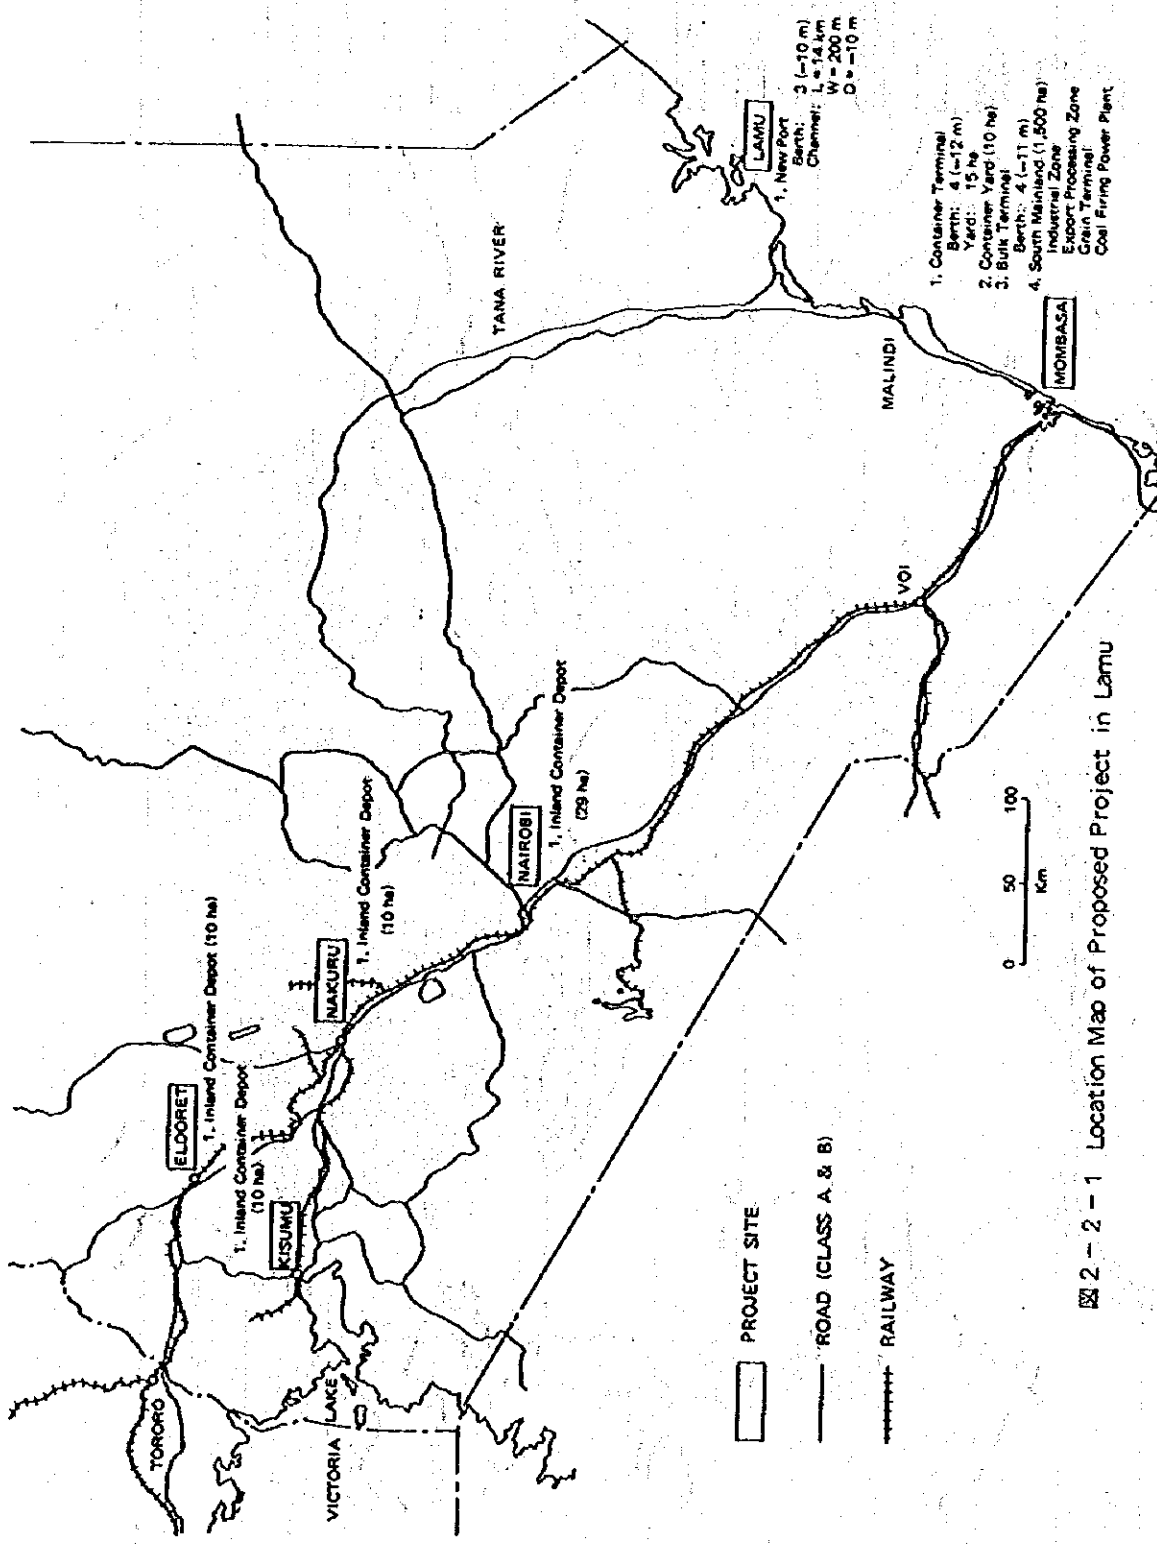 TORORO
VICTORIA LAKE
ELDORET
1. Inland Container Depot (10 ha)
KISUMU
1. Inland Container Depot
(10 ha)
NAKURU
1. Inland Container Depot
(10 ha)
NAIROBI
1. Inland Container Depot
(29 ha)
TANA RIVER
VOI
MALINDI
LAMU
1. New Port
Berth: 3 (−10 m)
Channel: L = 14 km
W = 200 m
D = −10 m
MOMBASA
1. Container Terminal
Berth: 4 (−12 m)
Yard: 15 ha
2. Container Yard (10 ha)
3. Bulk Terminal
Berth: 4 (−11 m)
4. South Mainland (1,500 ha)
Industrial Zone
Export Processing Zone
Grain Terminal
Coal Firing Power Plant
PROJECT SITE
ROAD (CLASS A & B)
RAILWAY
0 50 100
Km
図2-2-1 Location Map of Proposed Project in Lamu